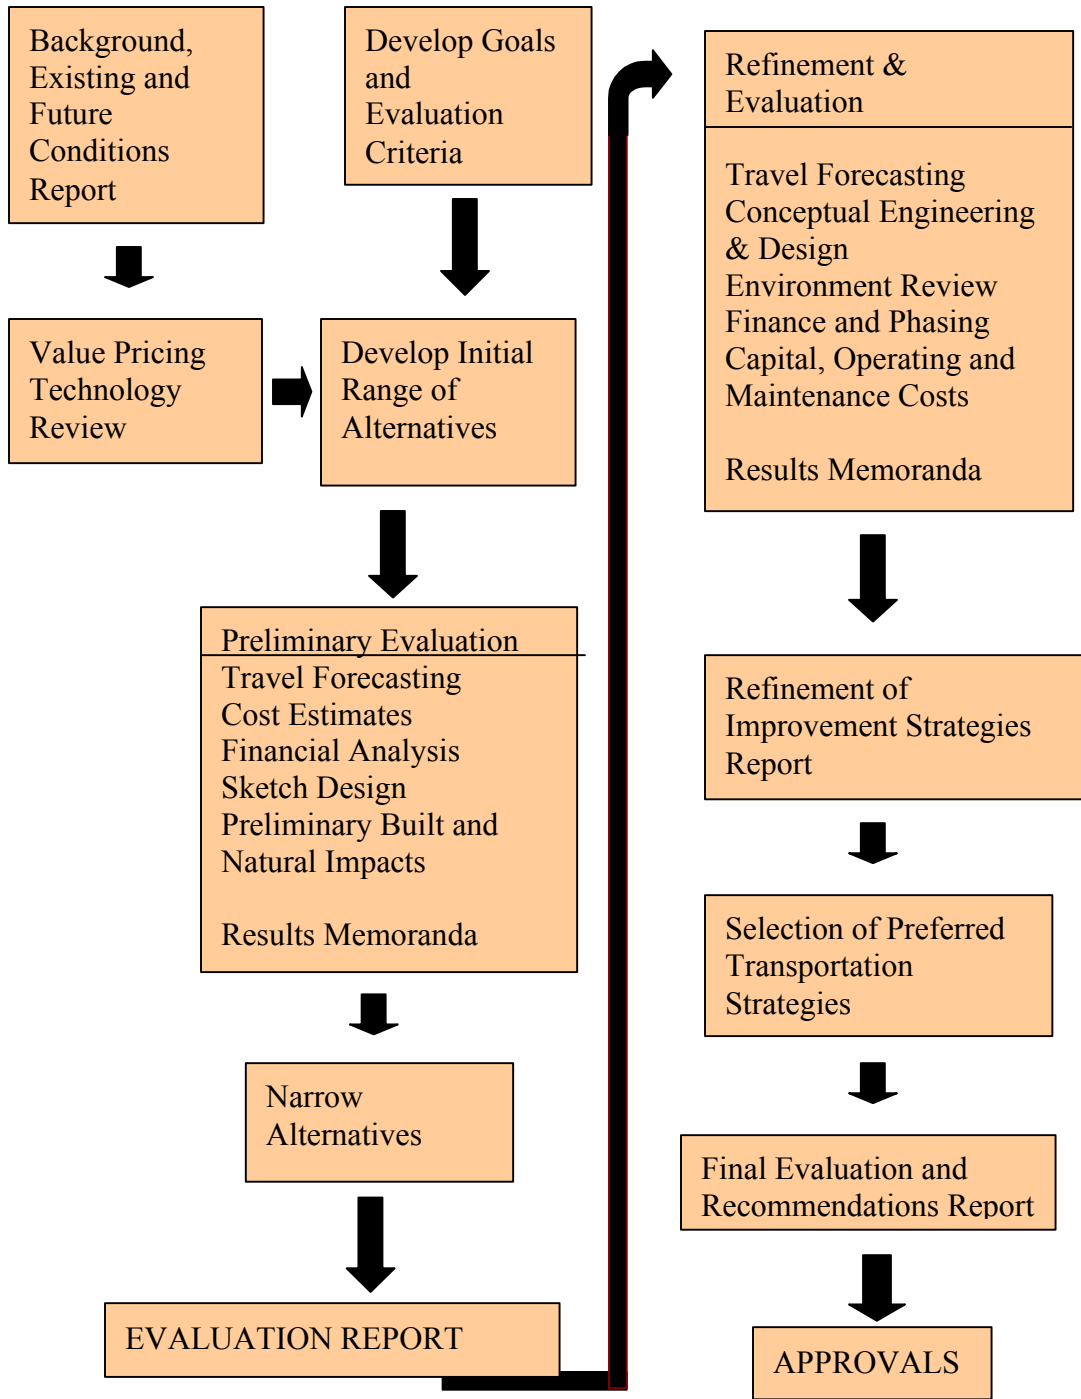 Background,
Existing and
Future
Conditions
Report
Develop Goals
and
Evaluation
Criteria
Value Pricing
Technology
Review
Develop Initial
Range of
Alternatives
Preliminary Evaluation
Travel Forecasting
Cost Estimates
Financial Analysis
Sketch Design
Preliminary Built and
Natural Impacts
Results Memoranda
Narrow
Alternatives
EVALUATION REPORT
Refinement &
Evaluation
Travel Forecasting
Conceptual Engineering
& Design
Environment Review
Finance and Phasing
Capital, Operating and
Maintenance Costs
Results Memoranda
Refinement of
Improvement Strategies
Report
Selection of Preferred
Transportation
Strategies
Final Evaluation and
Recommendations Report
APPROVALS